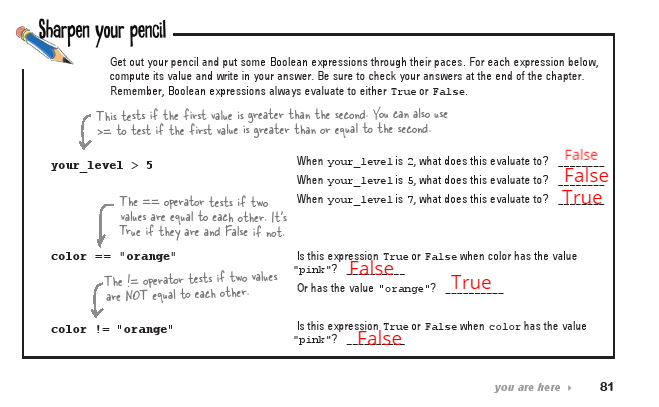 Sharpen your pencil
Get out your pencil and put some Boolean expressions through their paces. For each expression below,
compute its value and write in your answer. Be sure to check your answers at the end of the chapter.
Remember, Boolean expressions always evaluate to either True or False.
This tests if the first value is greater than the second. You can also use
>= to test if the first value is greater than or equal to the second.
your_level > 5
When your_level is 2, what does this evaluate to? False
When your_level is 5, what does this evaluate to? False
When your_level is 7, what does this evaluate to? True
The == operator tests if two
values are equal to each other. It's
True if they are and False if not.
color == "orange"
Is this expression True or False when color has the value
"pink"? False
Or has the value "orange"? True
The != operator tests if two values
are NOT equal to each other.
color != "orange"
Is this expression True or False when color has the value
"pink"? False
you are here ▸ 81